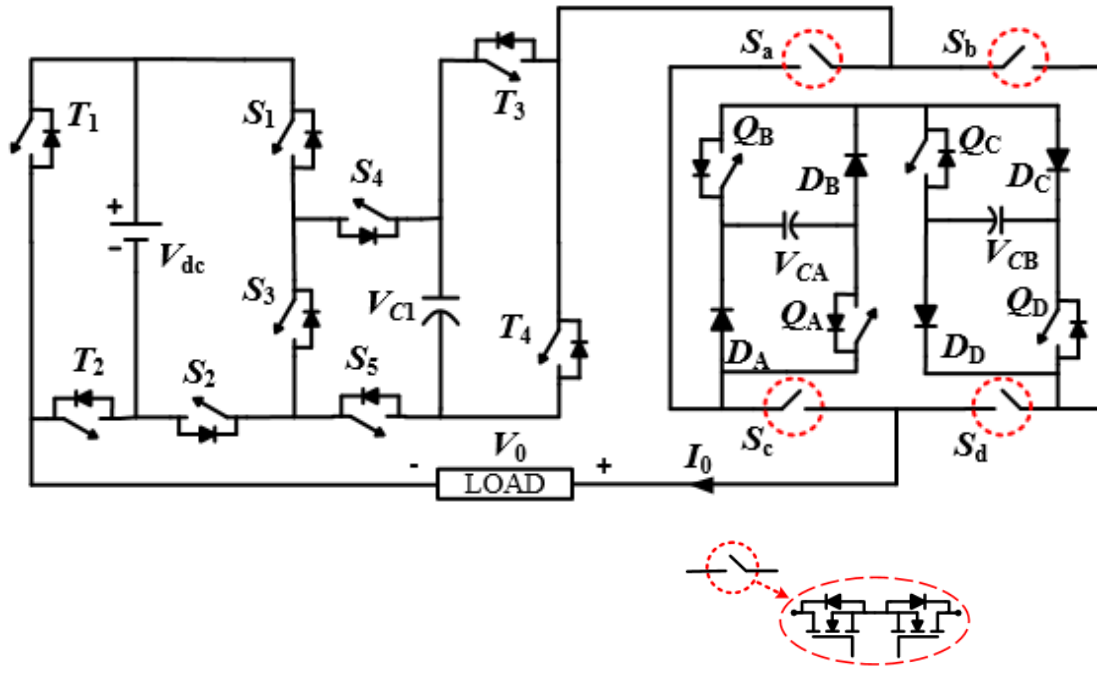 Sa
Sb
T1
S1
T3
QB
QC
DB
DC
S4
+
-
Vdc
VCA
VCB
S3
VC1
T4
QA
QD
DA
DD
T2
S2
S5
Sc
Sd
V0
-
+
I0
LOAD